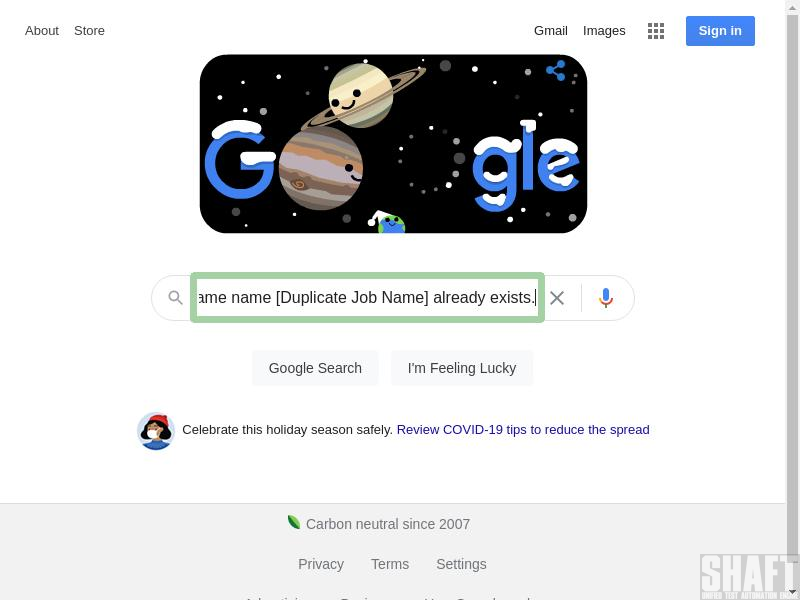 About Store Gmail Images Sign in
G gle
ame name [Duplicate Job Name] already exists.
Google Search I'm Feeling Lucky
Celebrate this holiday season safely. Review COVID-19 tips to reduce the spread
Carbon neutral since 2007
Privacy Terms Settings
SHAFT